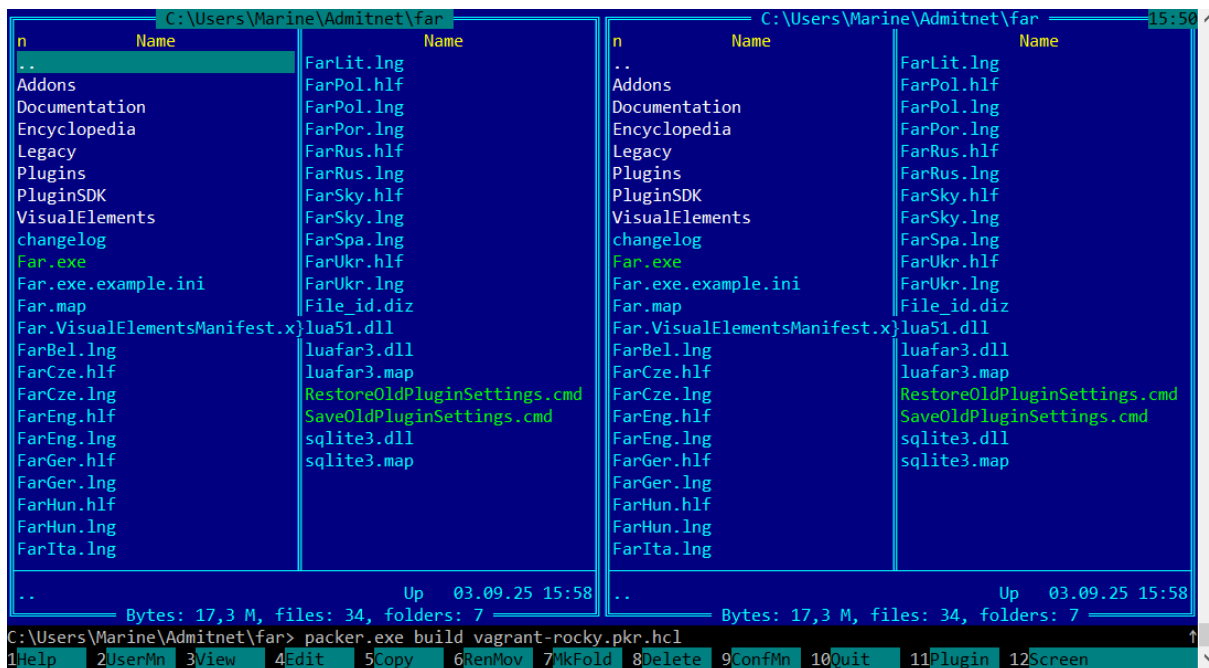 C:\Users\Marine\Admitnet\far C:\Users\Marine\Admitnet\far 15:50
n Name Name n Name Name
.. FarLit.lng .. FarLit.lng
Addons FarPol.hlf Addons FarPol.hlf
Documentation FarPol.lng Documentation FarPol.lng
Encyclopedia FarPor.lng Encyclopedia FarPor.lng
Legacy FarRus.hlf Legacy FarRus.hlf
Plugins FarRus.lng Plugins FarRus.lng
PluginSDK FarSky.hlf PluginSDK FarSky.hlf
VisualElements FarSky.lng VisualElements FarSky.lng
changelog FarSpa.lng changelog FarSpa.lng
Far.exe FarUkr.hlf Far.exe FarUkr.hlf
Far.exe.example.ini FarUkr.lng Far.exe.example.ini FarUkr.lng
Far.map File_id.diz Far.map File_id.diz
Far.VisualElementsManifest.x}lua51.dll Far.VisualElementsManifest.x}lua51.dll
FarBel.lng luafar3.dll FarBel.lng luafar3.dll
FarCze.hlf luafar3.map FarCze.hlf luafar3.map
FarCze.lng RestoreOldPluginSettings.cmd FarCze.lng RestoreOldPluginSettings.cmd
FarEng.hlf SaveOldPluginSettings.cmd FarEng.hlf SaveOldPluginSettings.cmd
FarEng.lng sqlite3.dll FarEng.lng sqlite3.dll
FarGer.hlf sqlite3.map FarGer.hlf sqlite3.map
FarGer.lng FarGer.lng
FarHun.hlf FarHun.hlf
FarHun.lng FarHun.lng
FarIta.lng FarIta.lng
.. Up 03.09.25 15:58 .. Up 03.09.25 15:58
Bytes: 17,3 M, files: 34, folders: 7 Bytes: 17,3 M, files: 34, folders: 7
C:\Users\Marine\Admitnet\far> packer.exe build vagrant-rocky.pkr.hcl ↑
1Help 2UserMn 3View 4Edit 5Copy 6RenMov 7MkFold 8Delete 9ConfMn 10Quit 11Plugin 12Screen